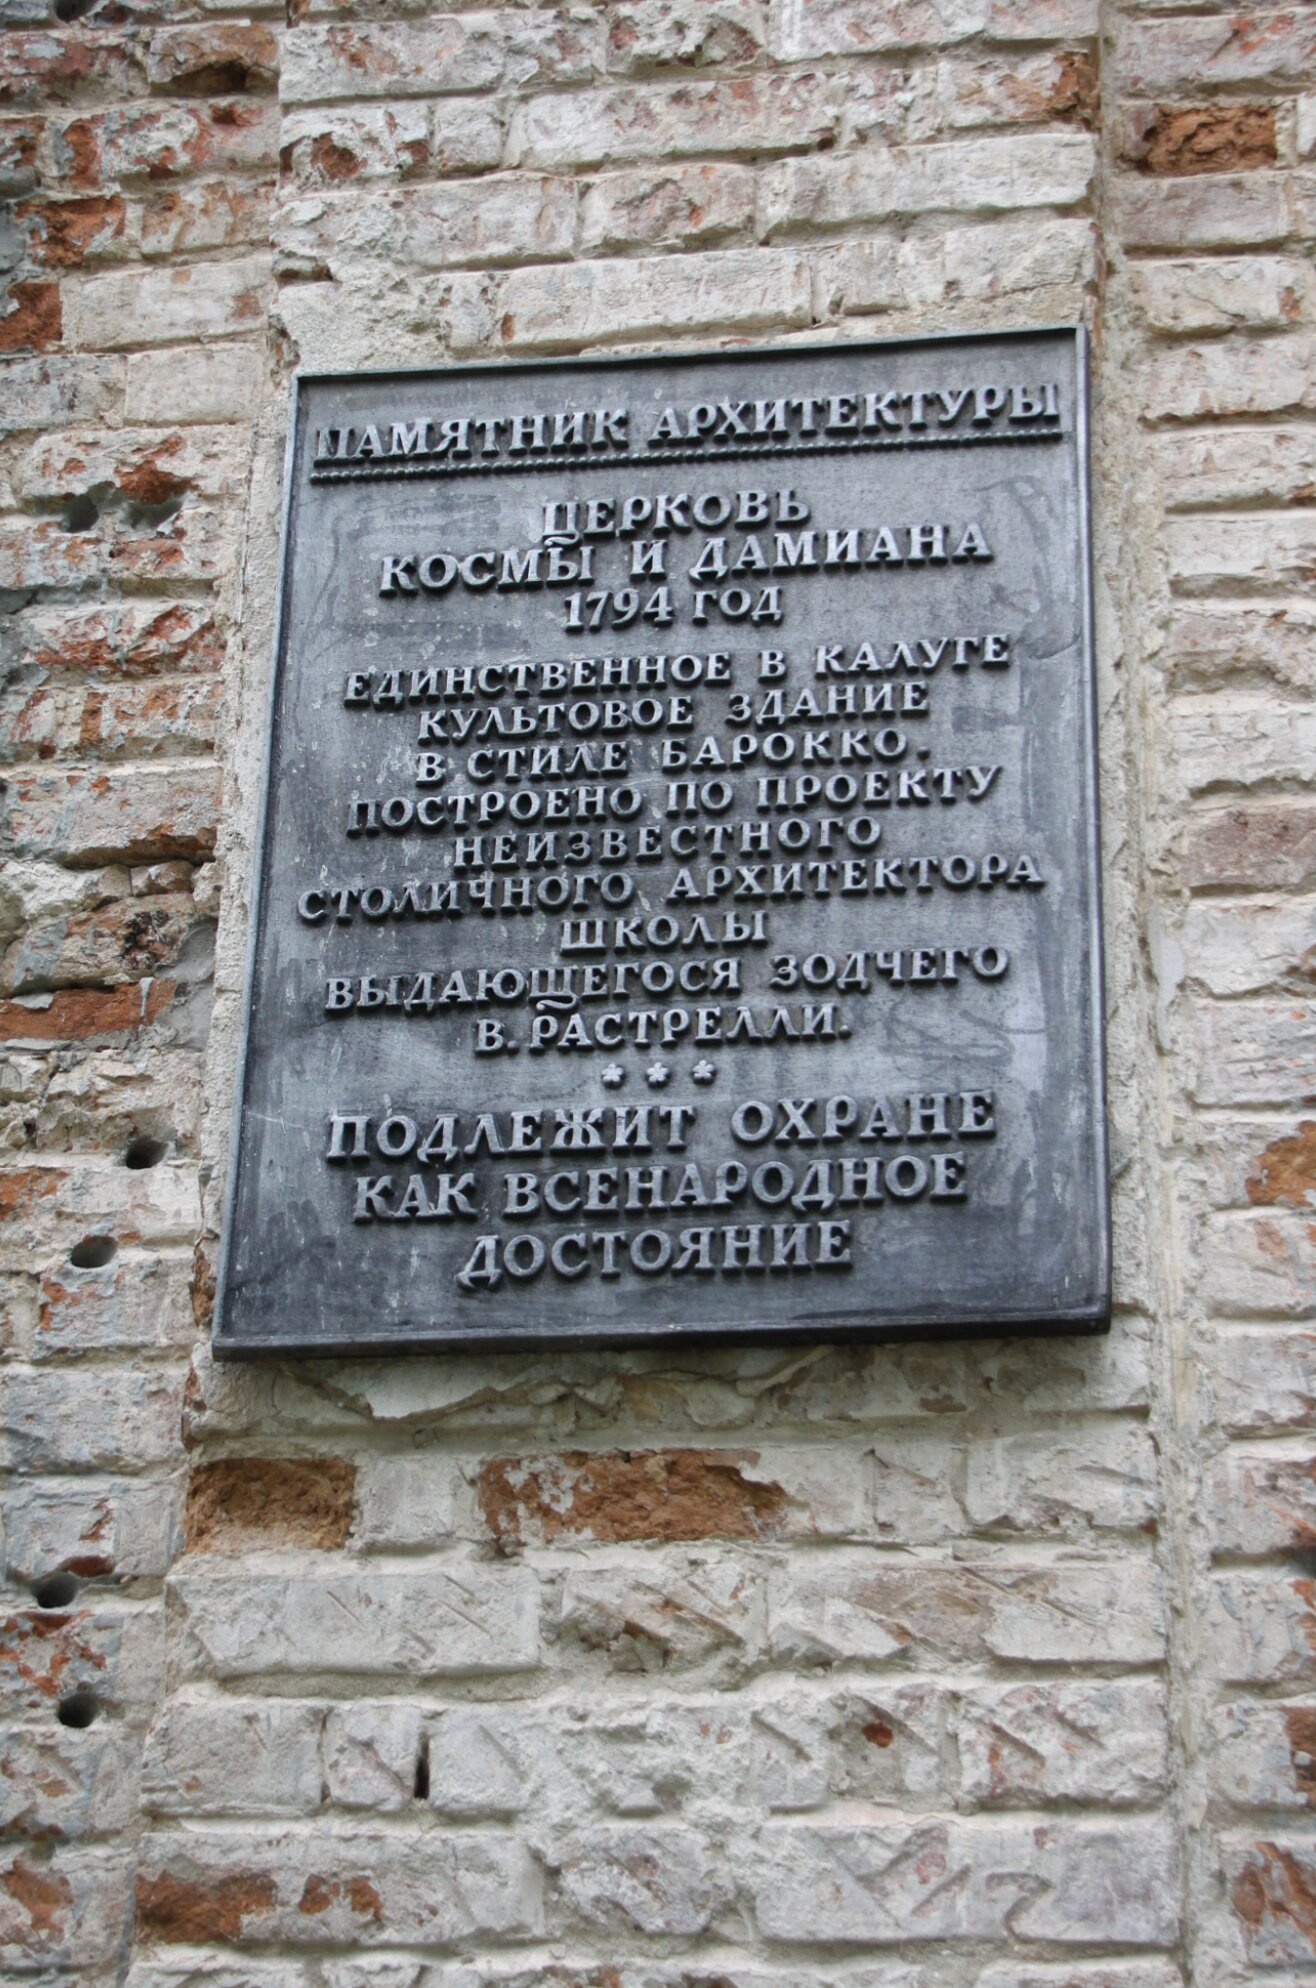 ПАМЯТНИК АРХИТЕКТУРЫ
ЦЕРКОВЬ
КОСМЫ И ДАМИАНА
1794 ГОД
ЕДИНСТВЕННОЕ В КАЛУГЕ
КУЛЬТОВОЕ ЗДАНИЕ
В СТИЛЕ БАРОККО.
ПОСТРОЕНО ПО ПРОЕКТУ
НЕИЗВЕСТНОГО
СТОЛИЧНОГО АРХИТЕКТОРА
ШКОЛЫ
ВЫДАЮЩЕГОСЯ ЗОДЧЕГО
В. РАСТРЕЛЛИ.
* * *
ПОДЛЕЖИТ ОХРАНЕ
КАК ВСЕНАРОДНОЕ
ДОСТОЯНИЕ